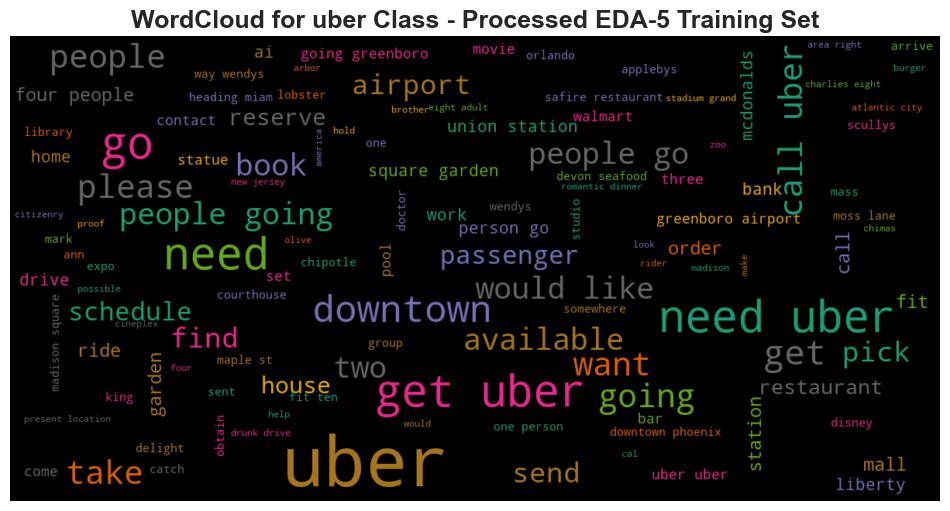 WordCloud for uber Class - Processed EDA-5 Training Set
people
ai
going greenboro
movie
orlando
area right
arrive
way wendys
arbor
applebys
mcdonalds
call uber
burger
four people
heading miam
lobster
airport
brother
eight adult
safire restaurant
stadium grand
charlies eight
atlantic city
contact
reserve
union station
walmart
scullys
library
go
hold
america
one
home
statue
book
square garden
people go
devon seafood
romantic dinner
three
zoo
please
new jersey
bank
mass
citizenry
proof
people going
doctor
work
wendys
person go
studio
greenboro airport
moss lane
chimas
mark
ann
expo
need
olive
chipotle
pool
passenger
look
rider
order
madison
make
call
drive
possible
set
courthouse
would like
somewhere
schedule
cineplex
downtown
need uber
fit
madison square
find
group
available
get
pick
ride
garden
maple st
four
two
want
restaurant
king
sent
house
fit ten
get uber
going
help
present location
obtain
drunk drive
would
one person
bar
downtown phoenix
station
disney
delight
cal
come
take
catch
uber
send
uber uber
mall
liberty